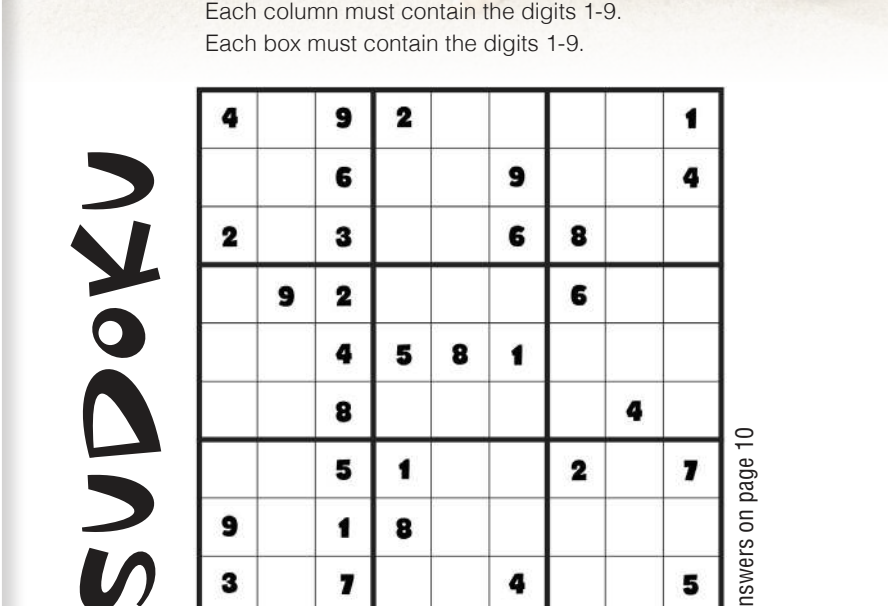 Each column must contain the digits 1-9.
Each box must contain the digits 1-9.
SUDOKU
4 9 2 1
6 9 4
2 3 6 8
9 2 6
4 5 8 1
8 4
5 1 2 7
9 1 8
3 7 4 5
nswers on page 10